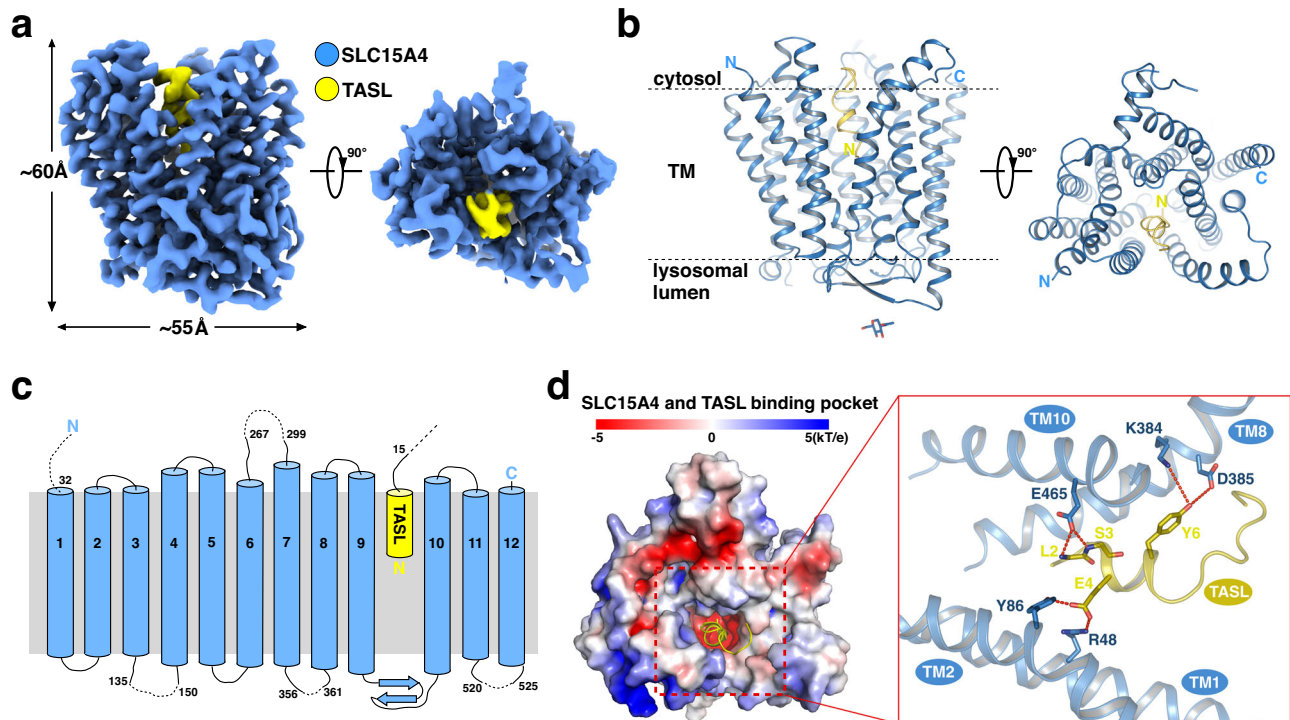 a
SLC15A4
TASL
~60Å
90°
~55Å
b
N
C
cytosol
N
TM
lysosomal
lumen
90°
N
C
N
c
N
32
267
299
15
C
TASL
N
1
2
3
4
5
6
7
8
9
10
11
12
135
150
356
361
520
525
d
SLC15A4 and TASL binding pocket
-5
0
5(kT/e)
TM10
K384
TM8
E465
D385
S3
L2
Y6
E4
TASL
Y86
R48
TM2
TM1